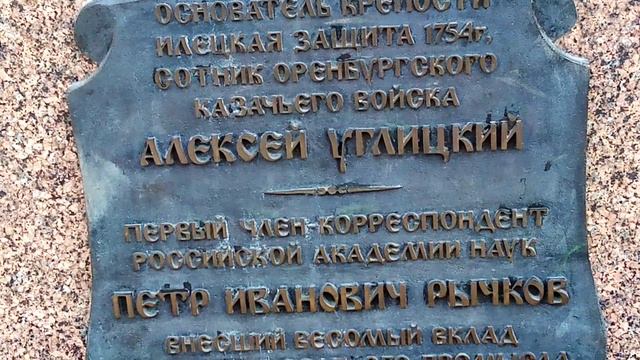 ОСНОВАТЕЛЬ КРЕПОСТИ
ИЛЕЦКАЯ ЗАЩИТА 1754г.
СОТНИК ОРЕНБУРГСКОГО
КАЗАЧЬЕГО ВОЙСКА
АЛЕКСЕЙ УГЛИЦКИЙ
ПЕРВЫЙ ЧЛЕН-КОРРЕСПОНДЕНТ
РОССИЙСКОЙ АКАДЕМИИ НАУК
ПЕТР ИВАНОВИЧ РЫЧКОВ
ВНЕСШИЙ ВЕСОМЫЙ ВКЛАД